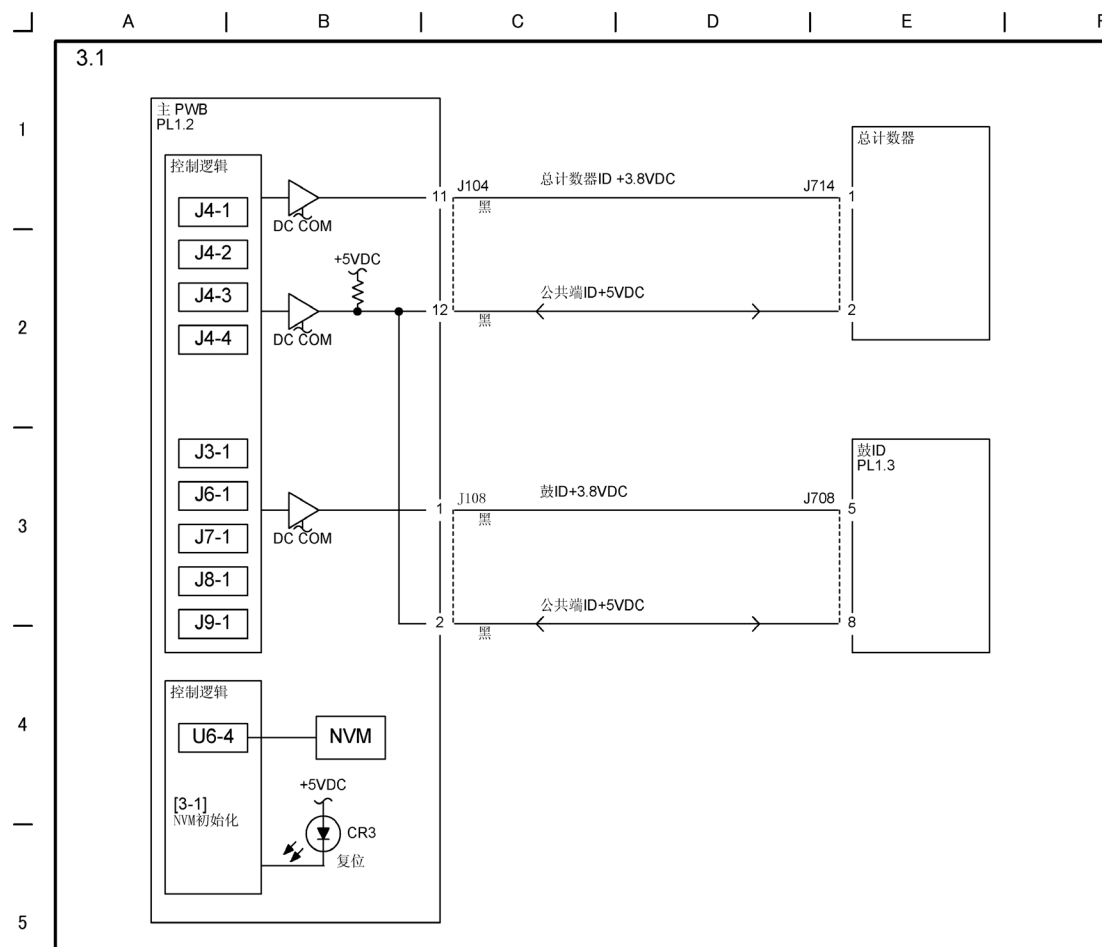 A B C D E
3.1
1
主 PWB
PL1.2
控制逻辑
总计数器
J4-1
DC COM
11
J104
黑
总计数器ID +3.8VDC
J714
1
J4-2
+5VDC
J4-3
DC COM
12
黑
公共端ID+5VDC
2
2
J4-4
J3-1
鼓ID
PL1.3
J6-1
DC COM
1
J108
黑
鼓ID+3.8VDC
J708
5
3
J7-1
J8-1
J9-1
2
黑
公共端ID+5VDC
8
控制逻辑
4
U6-4
NVM
[3-1]
NVM初始化
+5VDC
CR3
复位
5